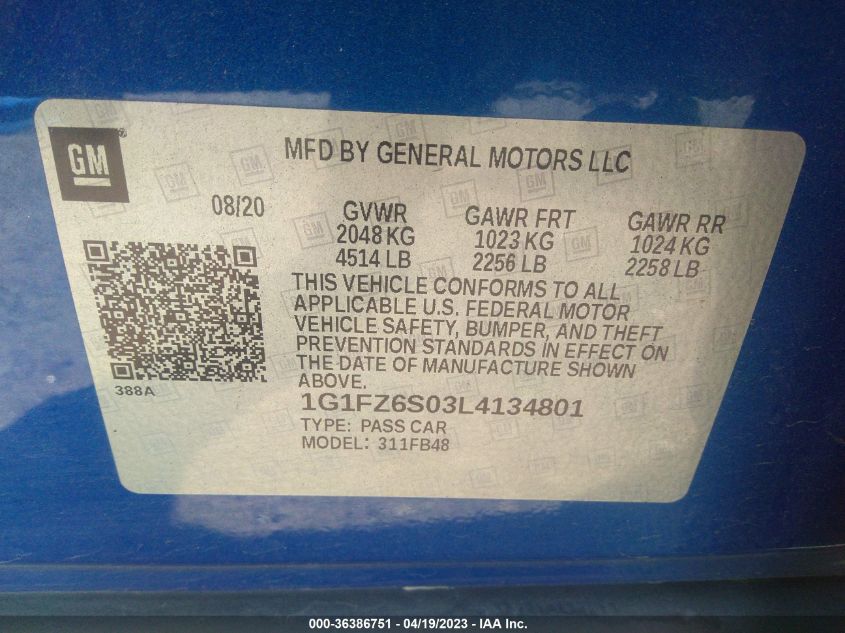 GM
MFD BY GENERAL MOTORS LLC
08/20
GVWR
2048 KG
4514 LB
GAWR FRT
1023 KG
2256 LB
GAWR RR
1024 KG
2258 LB
THIS VEHICLE CONFORMS TO ALL
APPLICABLE U.S. FEDERAL MOTOR
VEHICLE SAFETY, BUMPER, AND THEFT
PREVENTION STANDARDS IN EFFECT ON
THE DATE OF MANUFACTURE SHOWN
ABOVE.
388A
1G1FZ6S03L4134801
TYPE: PASS CAR
MODEL: 311FB48
000-36386751 - 04/19/2023 - IAA Inc.